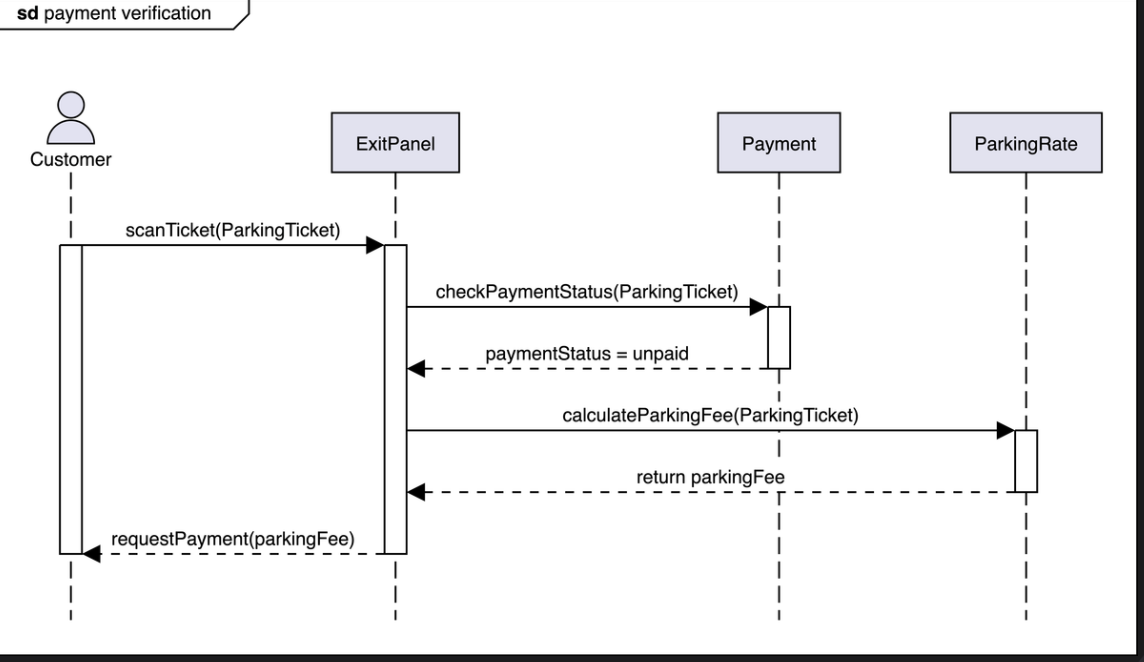 sd payment verification
Customer
ExitPanel
Payment
ParkingRate
scanTicket(ParkingTicket)
checkPaymentStatus(ParkingTicket)
paymentStatus = unpaid
calculateParkingFee(ParkingTicket)
return parkingFee
requestPayment(parkingFee)